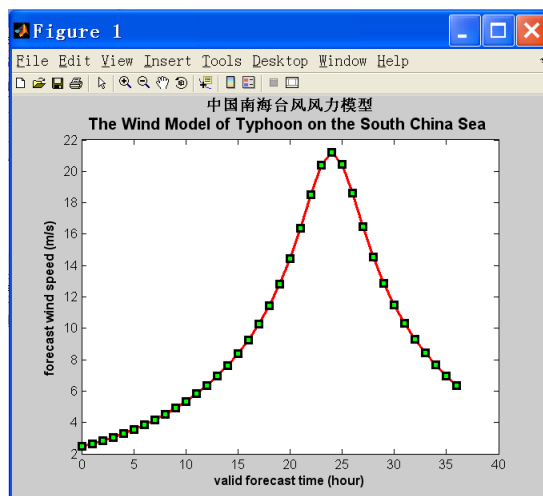 Figure 1
File Edit View Insert Tools Desktop Window Help
中国南海台风风力模型
The Wind Model of Typhoon on the South China Sea
22
20
18
16
14
12
10
8
6
4
2
forecast wind speed (m/s)
0 5 10 15 20 25 30 35 40
valid forecast time (hour)